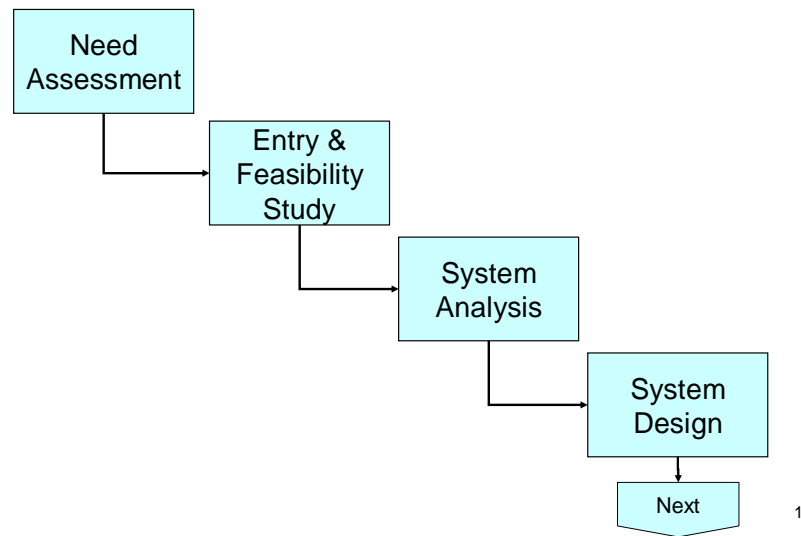 Need
Assessment
Entry &
Feasibility
Study
System
Analysis
System
Design
Next
1